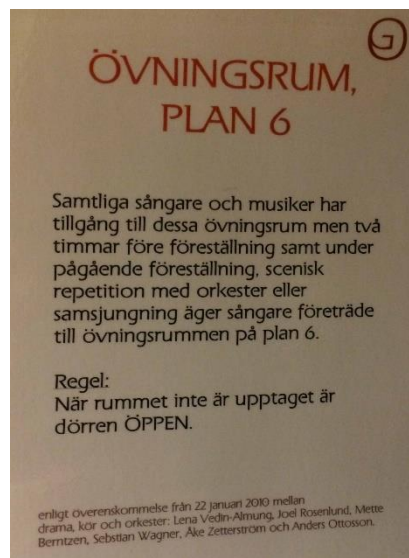 G
ÖVNINGSRUM,
PLAN 6
Samtliga sångare och musiker har
tillgång till dessa övningsrum men två
timmar före föreställning samt under
pågående föreställning, scenisk
repetition med orkester eller
samsjungning äger sångare företräde
till övningsrummen på plan 6.
Regel:
När rummet inte är upptaget är
dörren ÖPPEN.
enligt överenskommelse från 22 januari 2010 mellan
drama, kör och orkester: Lena Vedin-Almung, Joel Rosenlund, Mette
Berntzen, Sebstian Wagner, Åke Zetterström och Anders Ottosson.